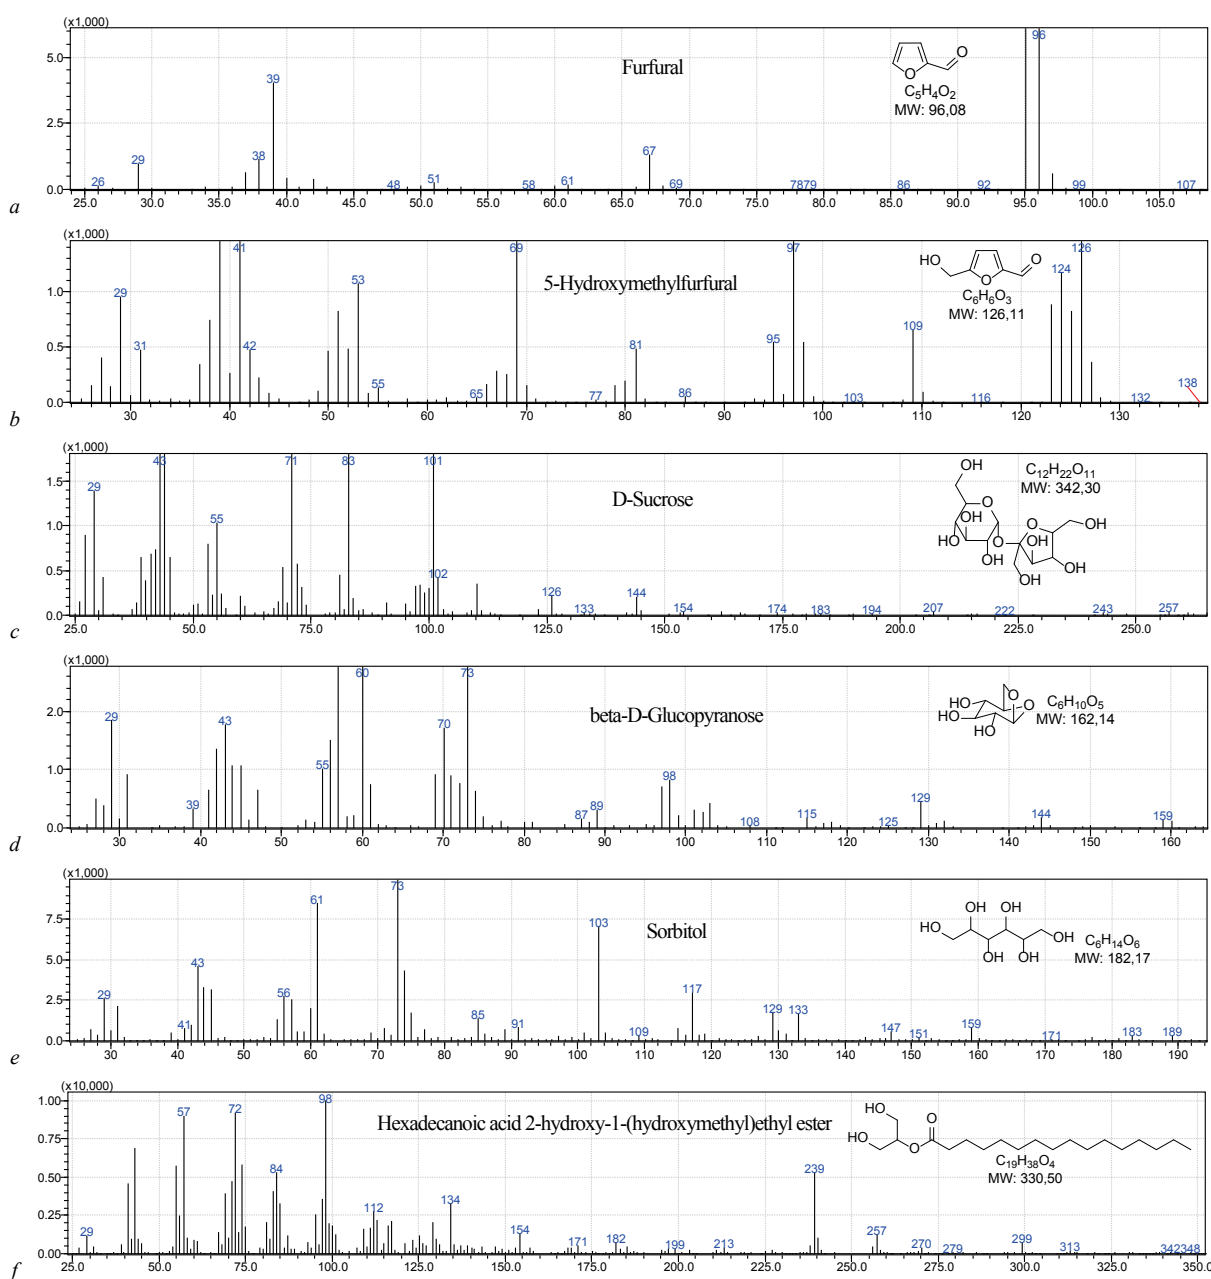 (x1,000)
Furfural
O
O
C5H4O2
MW: 96,08
5.0
2.5
0.0
26 29 38 39 48 51 58 61 67 69 78 79 86 92 96 99 107
25.0 30.0 35.0 40.0 45.0 50.0 55.0 60.0 65.0 70.0 75.0 80.0 85.0 90.0 95.0 100.0 105.0
a
(x1,000)
5-Hydroxymethylfurfural
HO O O
C6H6O3
MW: 126,11
1.0
0.5
0.0
29 31 41 42 53 55 65 69 77 81 86 95 97 103 109 116 124 126 132 138
30 40 50 60 70 80 90 100 110 120 130
b
(x1,000)
D-Sucrose
C12H22O11
MW: 342,30
OH
O
OH
HO
OH
O
O
OH
OH
OH
OH
HO
1.5
1.0
0.5
0.0
29 43 55 71 83 101 102 126 133 144 154 174 183 194 207 222 243 257
25.0 50.0 75.0 100.0 125.0 150.0 175.0 200.0 225.0 250.0
c
(x1,000)
beta-D-Glucopyranose
C6H10O5
MW: 162,14
HO
HO
HO
O
O
2.0
1.0
0.0
29 39 43 55 60 70 73 87 89 98 108 115 125 129 144 159
30 40 50 60 70 80 90 100 110 120 130 140 150 160
d
(x1,000)
Sorbitol
OH OH
HO OH
OH OH
C6H14O6
MW: 182,17
7.5
5.0
2.5
0.0
29 41 43 56 61 73 85 91 103 109 117 129 133 147 151 159 171 183 189
30 40 50 60 70 80 90 100 110 120 130 140 150 160 170 180 190
e
(x10,000)
Hexadecanoic acid 2-hydroxy-1-(hydroxymethyl)ethyl ester
HO
HO
O
O
C19H38O4
MW: 330,50
1.00
0.75
0.50
0.25
0.00
29 57 72 84 98 112 134 154 171 182 199 213 239 257 270 279 299 313 342 348
25.0 50.0 75.0 100.0 125.0 150.0 175.0 200.0 225.0 250.0 275.0 300.0 325.0 350.0
f